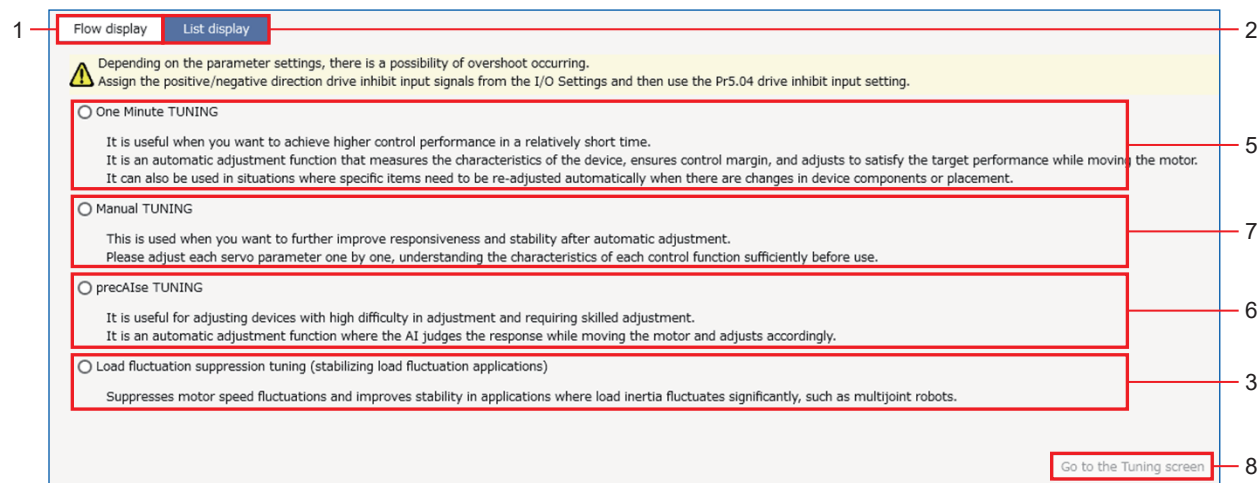 1 Flow display List display 2
Depending on the parameter settings, there is a possibility of overshoot occurring.
Assign the positive/negative direction drive inhibit input signals from the I/O Settings and then use the Pr5.04 drive inhibit input setting.
One Minute TUNING
It is useful when you want to achieve higher control performance in a relatively short time.
5
It is an automatic adjustment function that measures the characteristics of the device, ensures control margin, and adjusts to satisfy the target performance while moving the motor.
It can also be used in situations where specific items need to be re-adjusted automatically when there are changes in device components or placement.
Manual TUNING
7
This is used when you want to further improve responsiveness and stability after automatic adjustment.
Please adjust each servo parameter one by one, understanding the characteristics of each control function sufficiently before use.
precAIse TUNING
6
It is useful for adjusting devices with high difficulty in adjustment and requiring skilled adjustment.
It is an automatic adjustment function where the AI judges the response while moving the motor and adjusts accordingly.
Load fluctuation suppression tuning (stabilizing load fluctuation applications)
3
Suppresses motor speed fluctuations and improves stability in applications where load inertia fluctuates significantly, such as multijoint robots.
Go to the Tuning screen 8